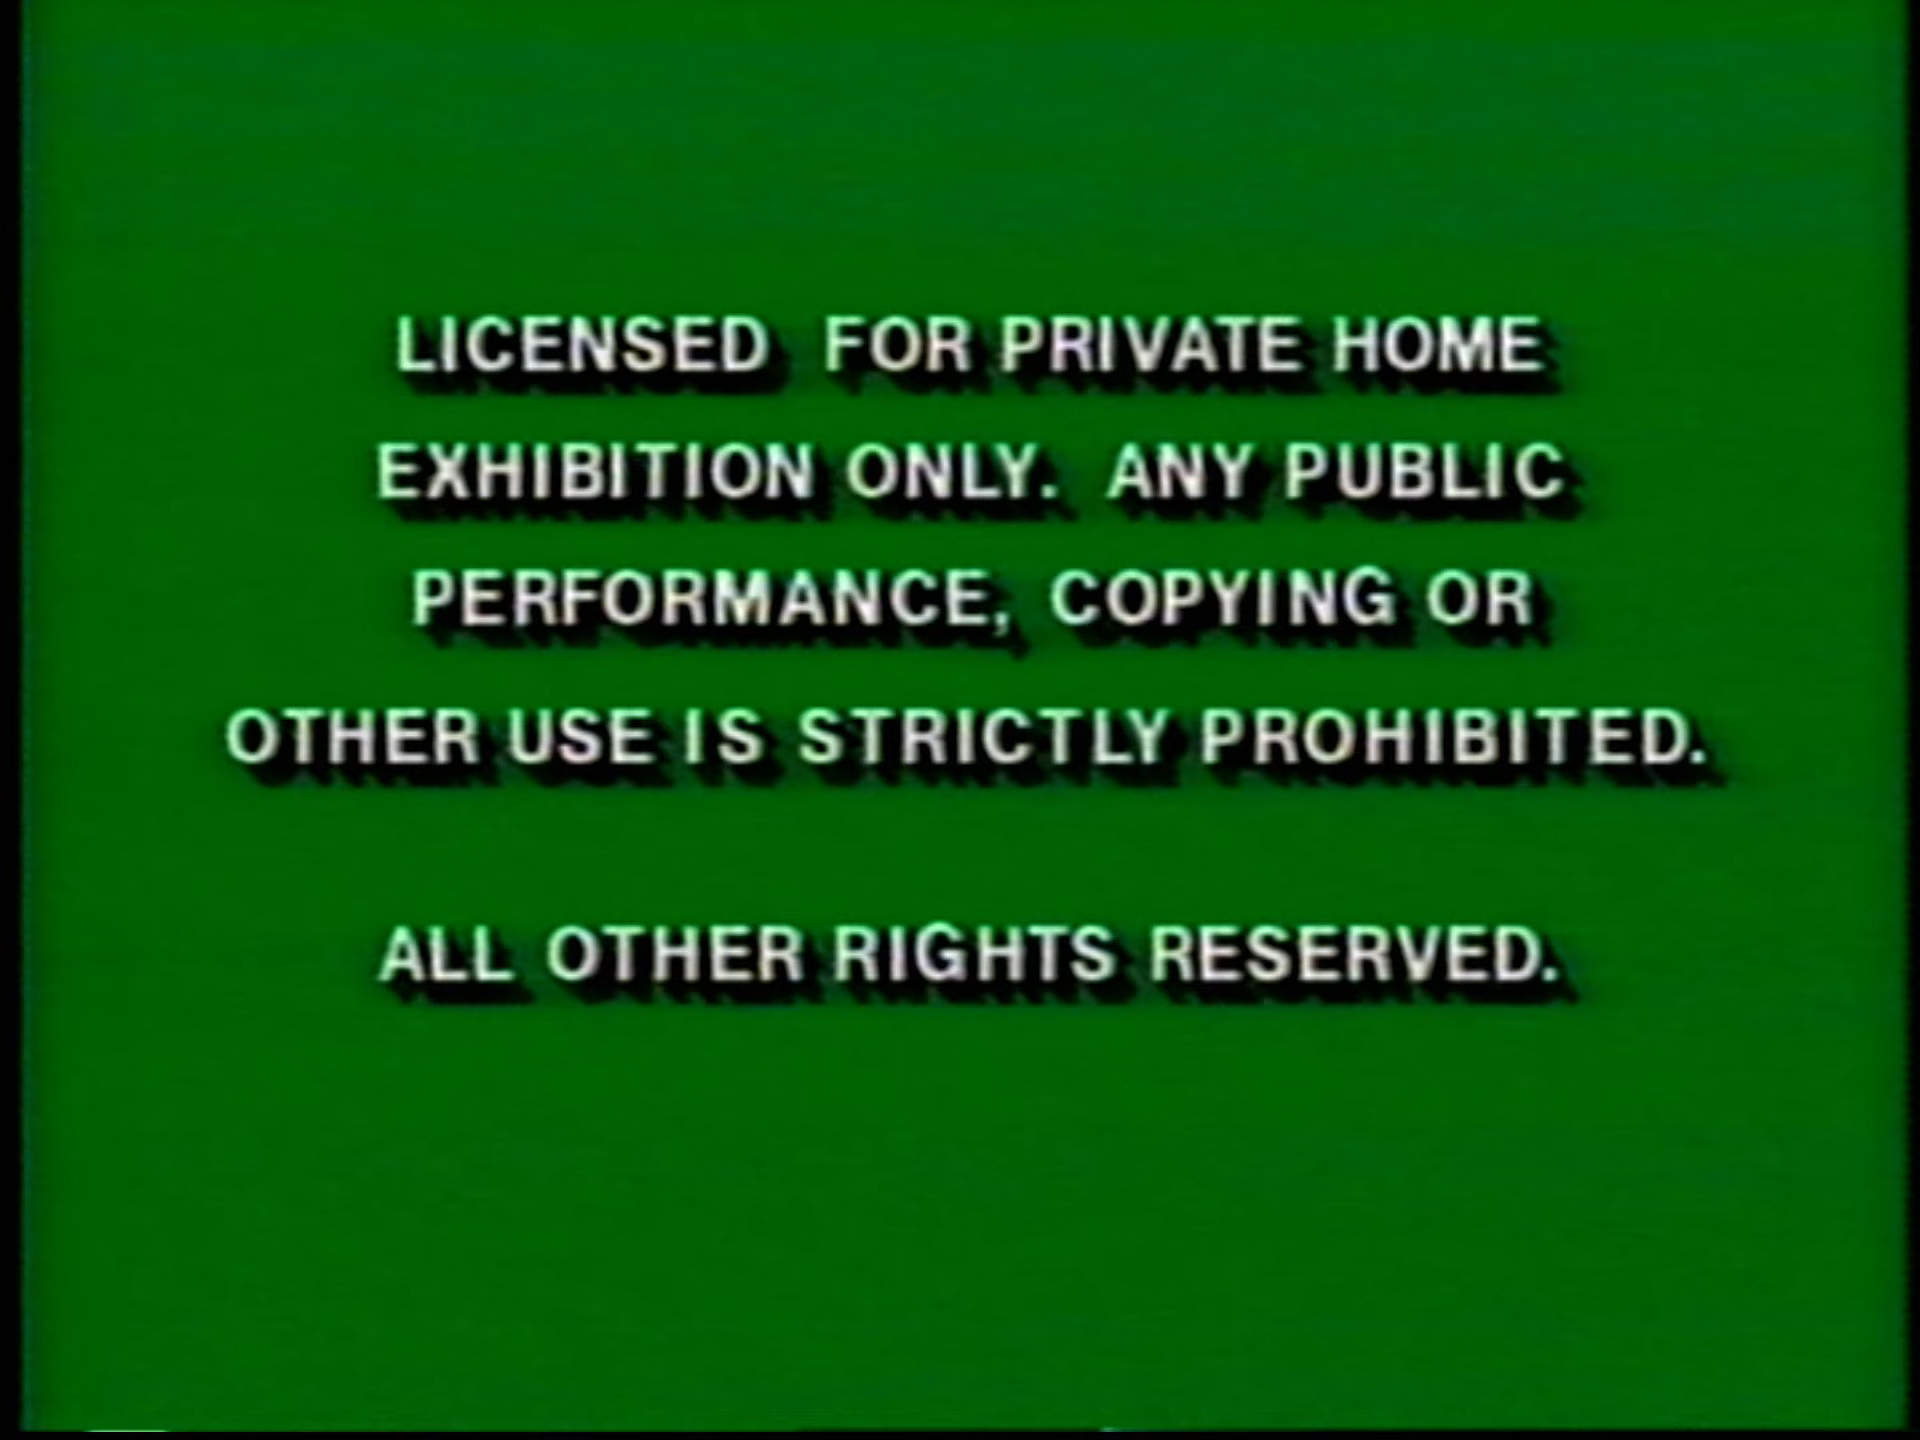 LICENSED FOR PRIVATE HOME
EXHIBITION ONLY. ANY PUBLIC
PERFORMANCE, COPYING OR
OTHER USE IS STRICTLY PROHIBITED.
ALL OTHER RIGHTS RESERVED.